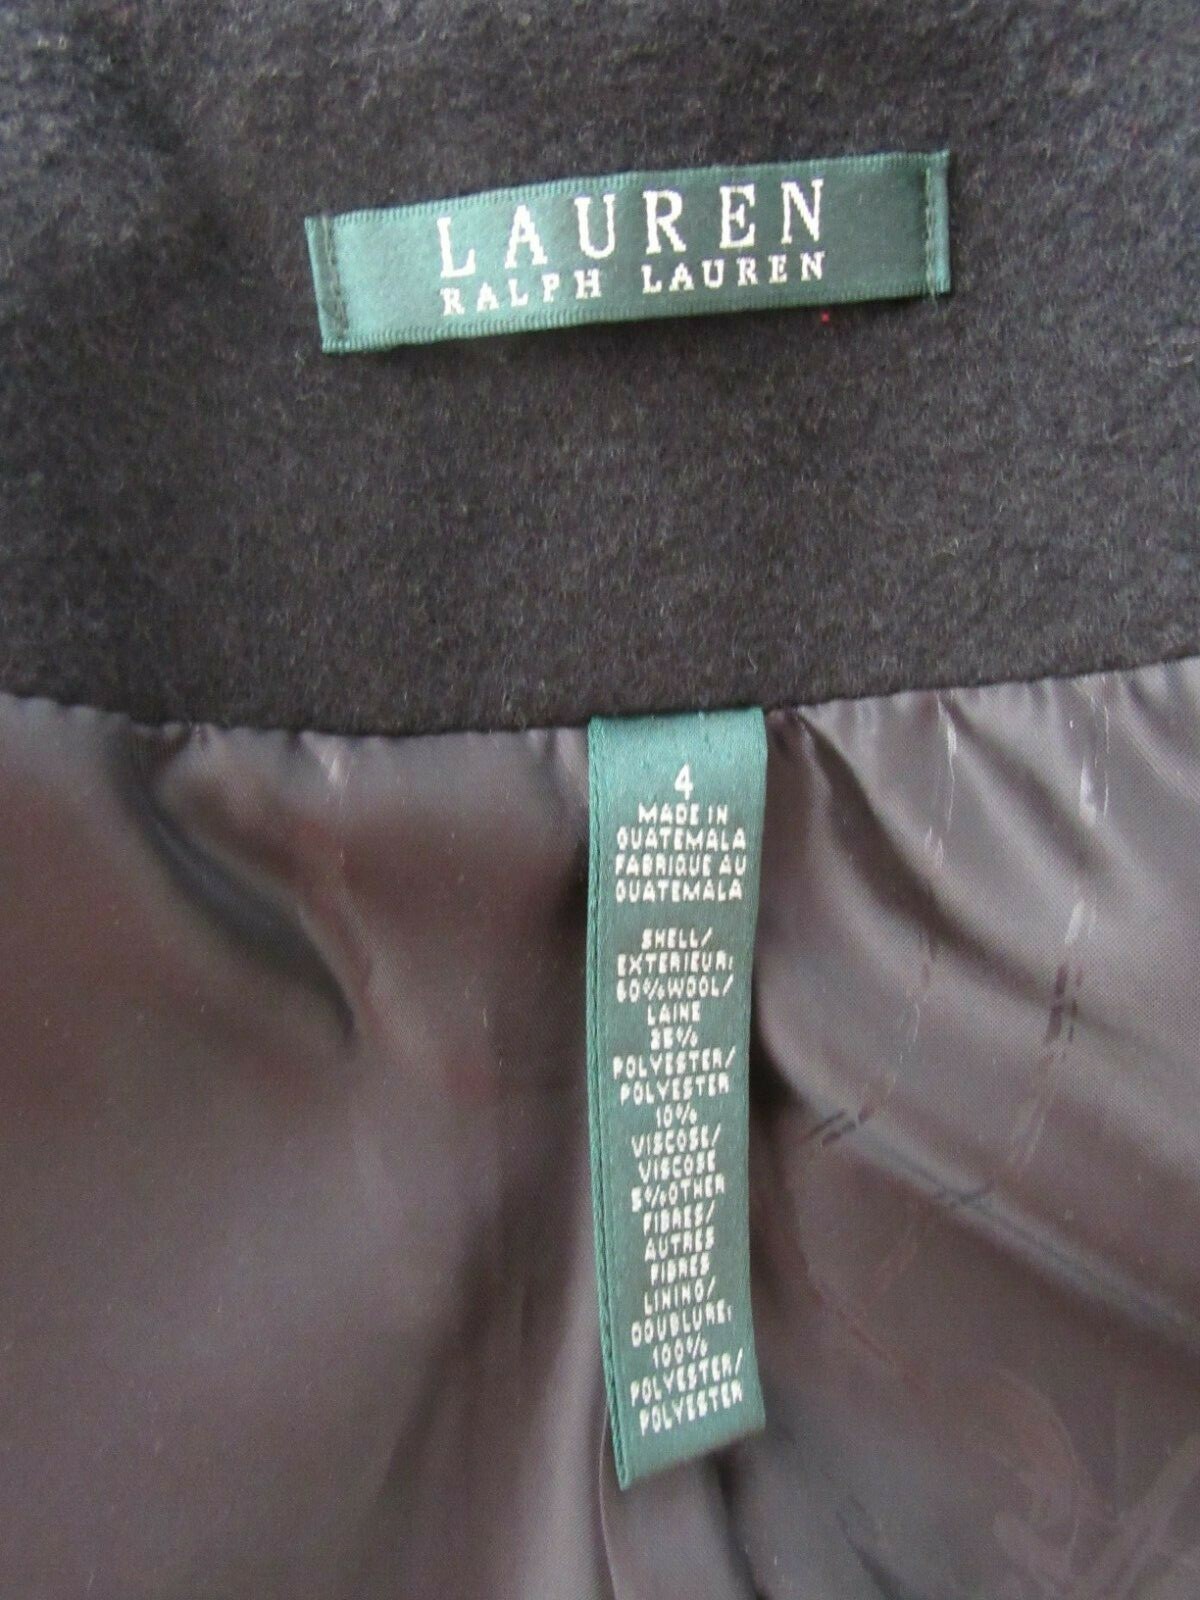 LAUREN
RALPH LAUREN
4
MADE IN
GUATEMALA
FABRIQUE AU
GUATEMALA
SHELL/
EXTERIEUR:
60%WOOL/
LAINE
25%
POLYESTER/
POLYESTER
10%
VISCOSE/
VISCOSE
5%OTHER
FIBRES/
AUTRES
FIBRES
LINING/
DOUBLURE:
100%
POLYESTER/
POLYESTER